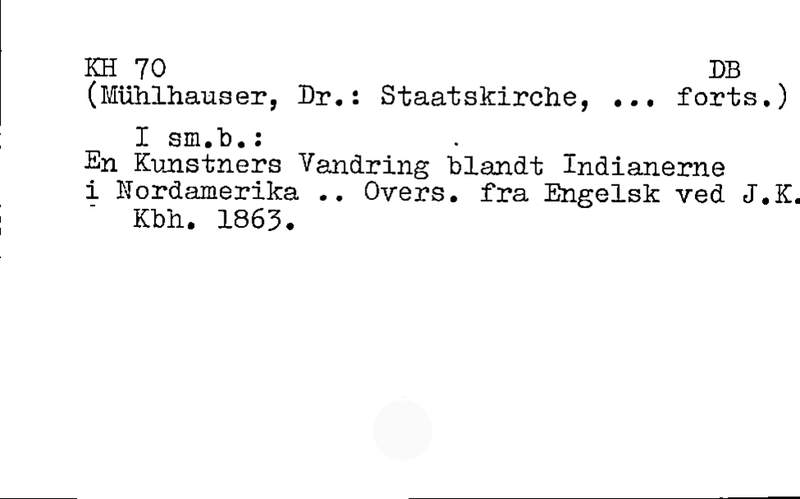 KH 70 DB
(Mühlhauser, Dr.: Staatskirche, ... forts.)
I sm.b.:
En Kunstners Vandring blandt Indianerne
i Nordamerika .. Overs. fra Engelsk ved J.K.
Kbh. 1863.